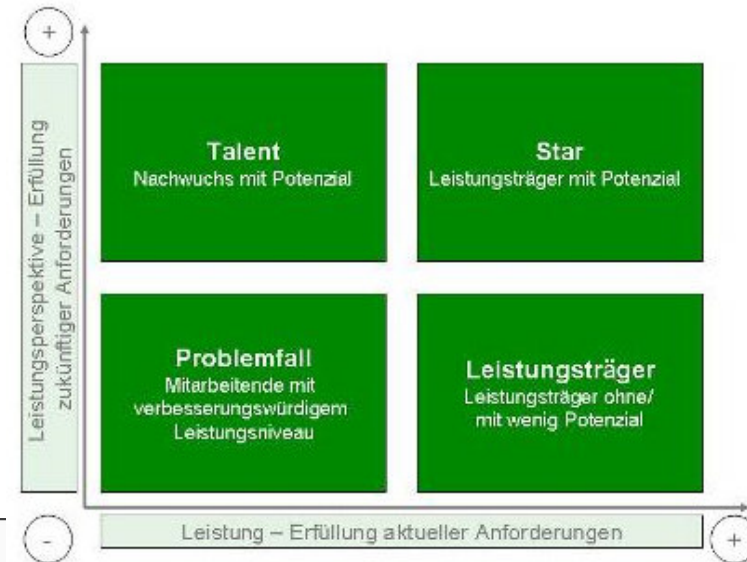 +
Leistungsperspektive – Erfüllung
zukünftiger Anforderungen
Talent
Nachwuchs mit Potenzial
Star
Leistungsträger mit Potenzial
Problemfall
Mitarbeitende mit
verbesserungswürdigem
Leistungsniveau
Leistungsträger
Leistungsträger ohne/
mit wenig Potenzial
-
Leistung – Erfüllung aktueller Anforderungen
+